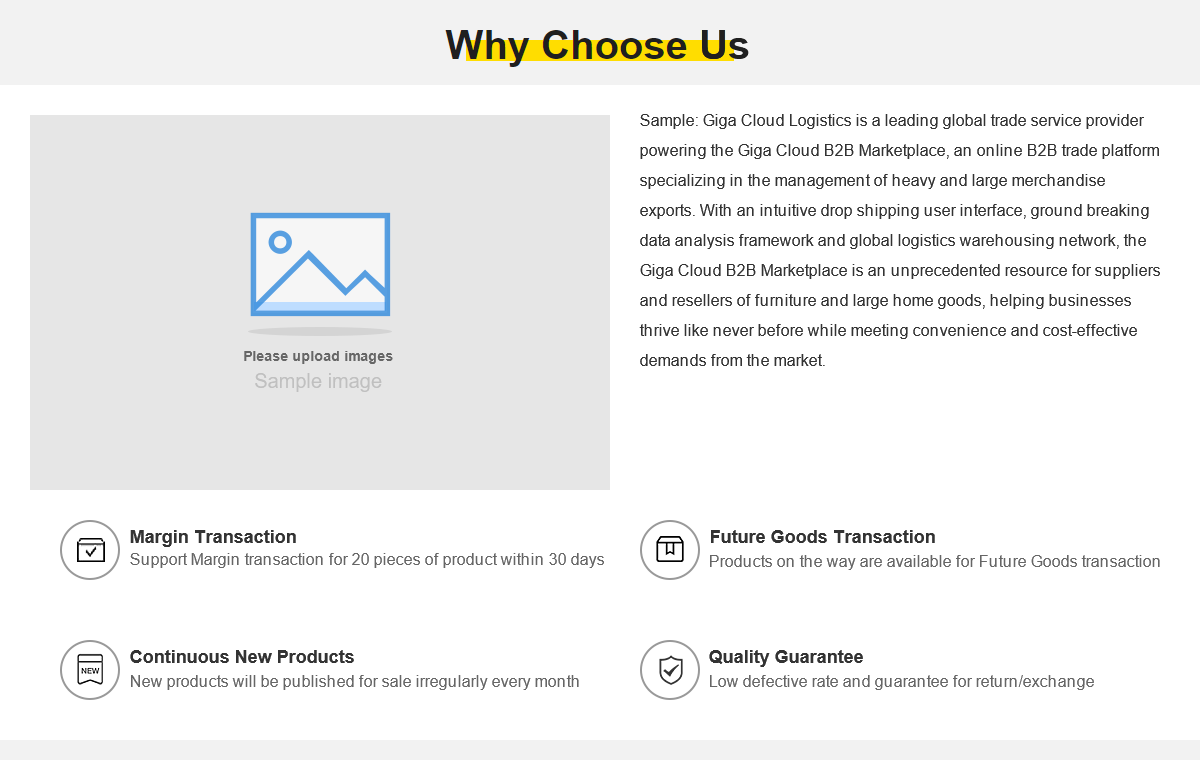 Why Choose Us
Sample: Giga Cloud Logistics is a leading global trade service provider
powering the Giga Cloud B2B Marketplace, an online B2B trade platform
specializing in the management of heavy and large merchandise
exports. With an intuitive drop shipping user interface, ground breaking
data analysis framework and global logistics warehousing network, the
Giga Cloud B2B Marketplace is an unprecedented resource for suppliers
and resellers of furniture and large home goods, helping businesses
thrive like never before while meeting convenience and cost-effective
demands from the market.
Please upload images
Sample image
Margin Transaction
Support Margin transaction for 20 pieces of product within 30 days
Future Goods Transaction
Products on the way are available for Future Goods transaction
NEW
Continuous New Products
New products will be published for sale irregularly every month
Quality Guarantee
Low defective rate and guarantee for return/exchange